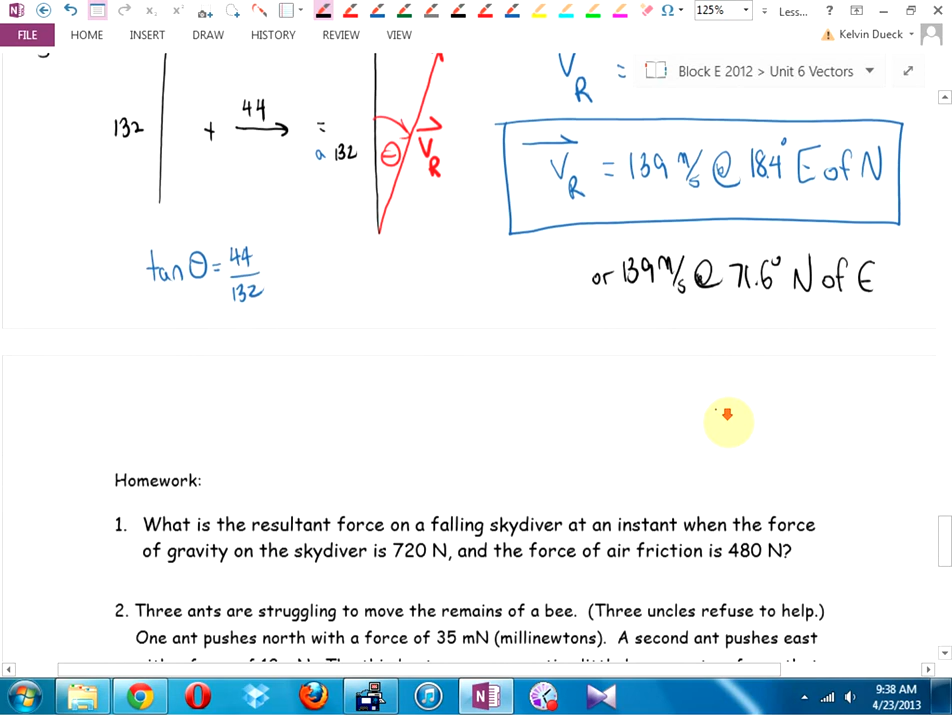 125%
Less...
?
FILE
HOME
INSERT
DRAW
HISTORY
REVIEW
VIEW
Kelvin Dueck
V R =
Block E 2012 > Unit 6 Vectors
132 + 44 = a 132 Θ V R
V R = 139 m/s @ 18.4° E of N
tan Θ = 44/132
or 139 m/s @ 71.6° N of E
Homework:
1. What is the resultant force on a falling skydiver at an instant when the force
of gravity on the skydiver is 720 N, and the force of air friction is 480 N?
2. Three ants are struggling to move the remains of a bee. (Three uncles refuse to help.)
One ant pushes north with a force of 35 mN (millinewtons). A second ant pushes east
9:38 AM
4/23/2013